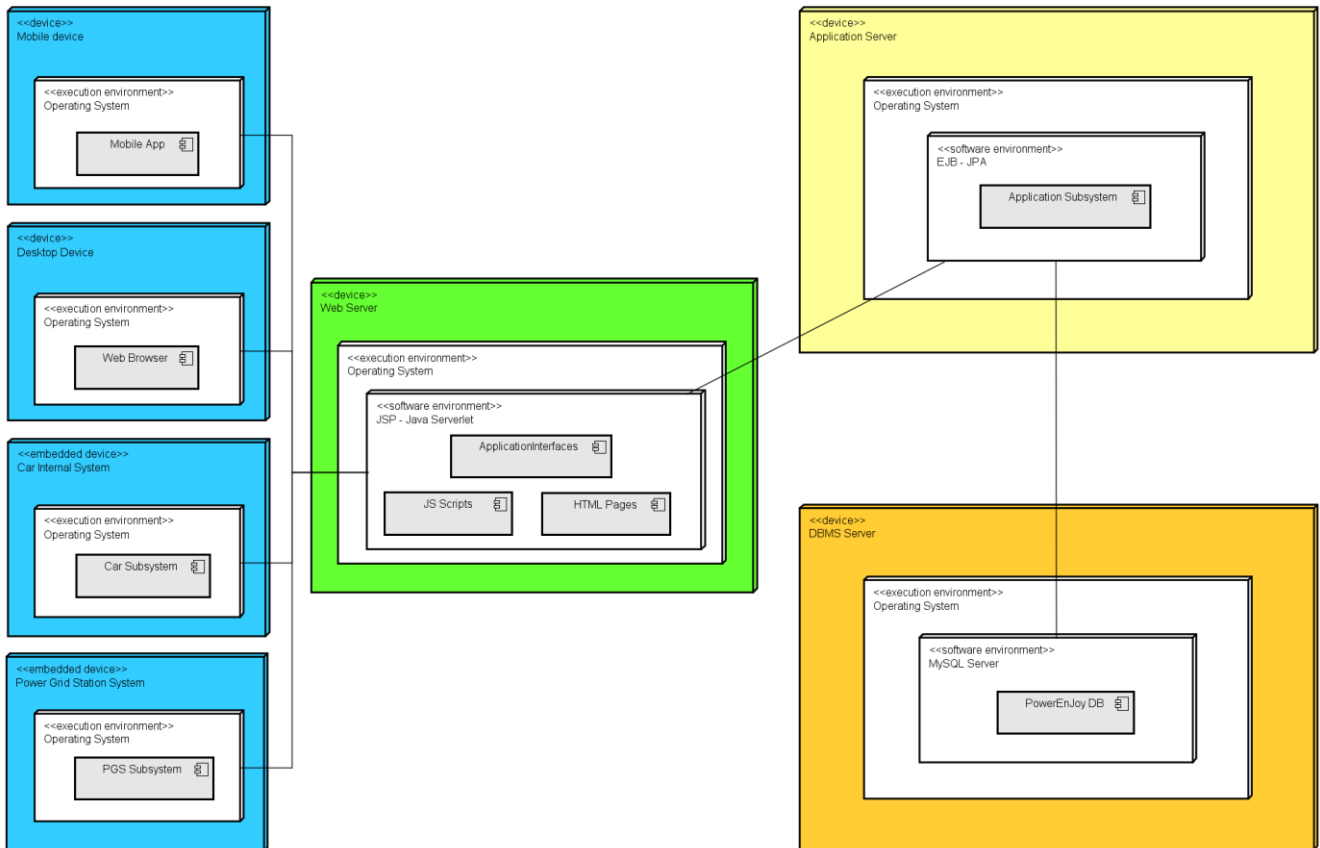 <<device>>
Mobile device
<<execution environment>>
Operating System
Mobile App
<<device>>
Desktop Device
<<execution environment>>
Operating System
Web Browser
<<embedded device>>
Car Internal System
<<execution environment>>
Operating System
Car Subsystem
<<embedded device>>
Power Grid Station System
<<execution environment>>
Operating System
PGS Subsystem
<<device>>
Web Server
<<execution environment>>
Operating System
<<software environment>>
JSP - Java Serverlet
ApplicationInterfaces
JS Scripts
HTML Pages
<<device>>
Application Server
<<execution environment>>
Operating System
<<software environment>>
EJB - JPA
Application Subsystem
<<device>>
DBMS Server
<<execution environment>>
Operating System
<<software environment>>
MySQL Server
PowerEnJoy DB